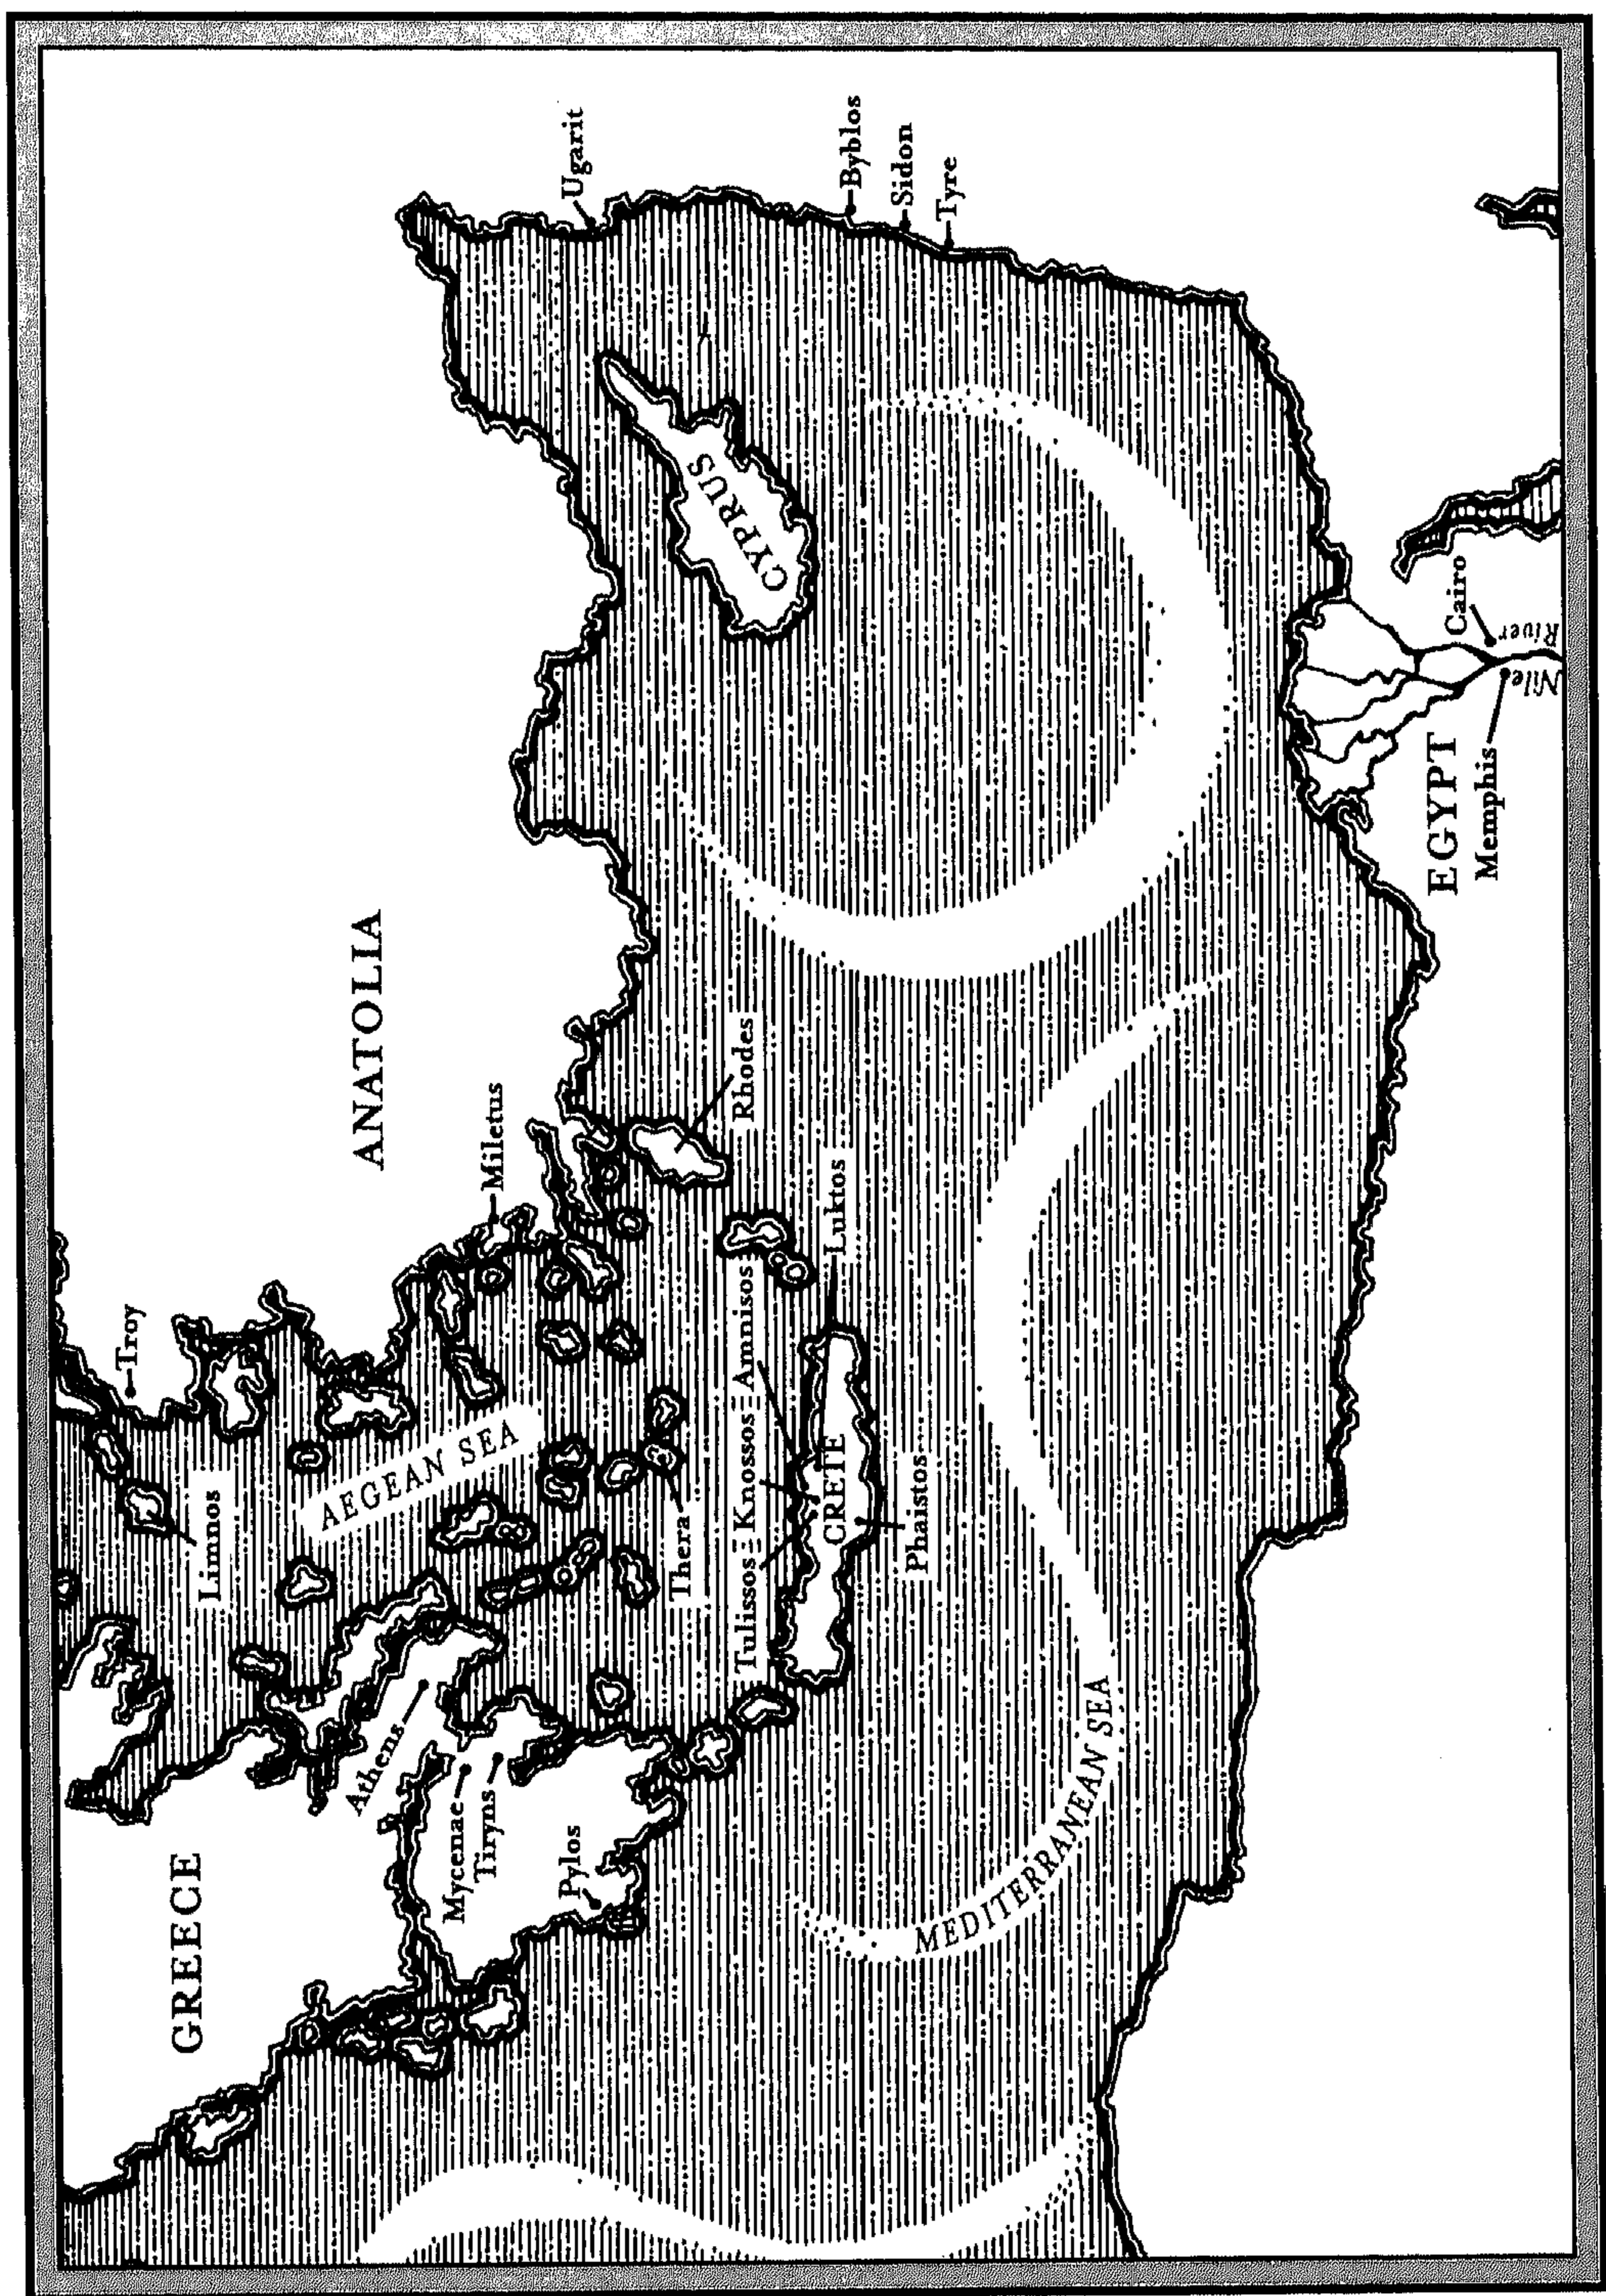 GREECE
ANATOLIA
Troy
Limnos
AEGEAN SEA
Athens
Mycenae
Tiryns
Pylos
Miletus
Rhodes
Thera
Tulissos
Knossos
Amnisos
Luktos
CRETE
Phaistos
CYPRUS
Ugarit
Byblos
Sidon
Tyre
MEDITERRANEAN SEA
EGYPT
Memphis
Cairo
Nile River